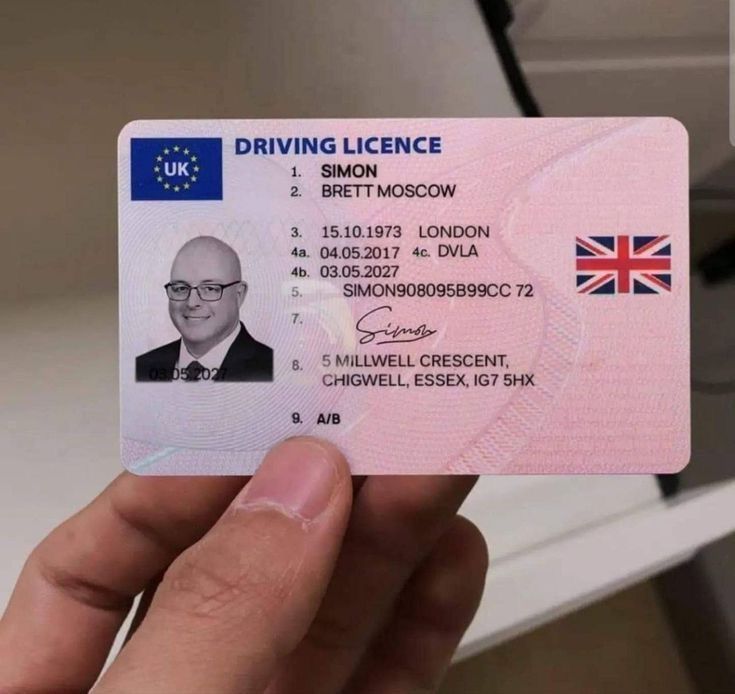 UK
DRIVING LICENCE
1. SIMON
2. BRETT MOSCOW
3. 15.10.1973 LONDON
4a. 04.05.2017 4c. DVLA
4b. 03.05.2027
5. SIMON908095B99CC 72
7. Simon
8. 5 MILLWELL CRESCENT,
CHIGWELL, ESSEX, IG7 5HX
03.05.2027
9. A/B